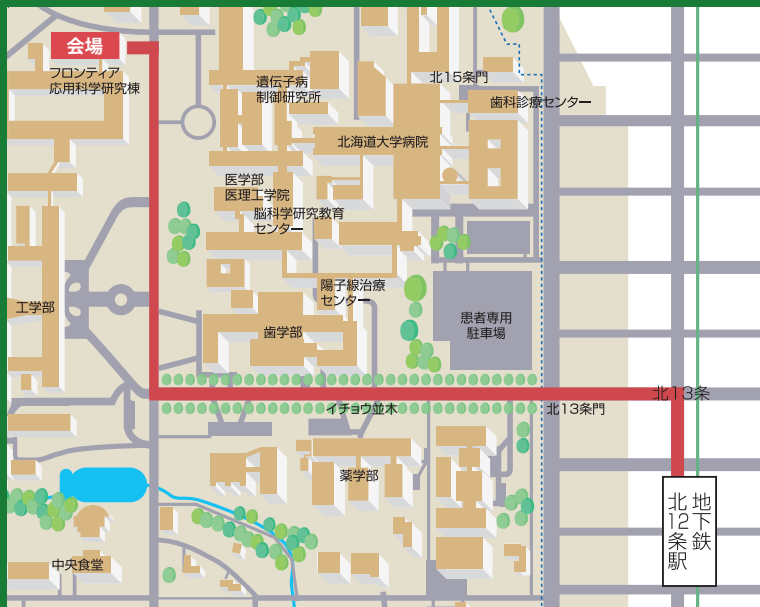 会場
フロンティア
応用科学研究棟
遺伝子病
制御研究所
北15条門
歯科診療センター
北海道大学病院
医学部
医理工学院
脳科学研究教育
センター
陽子線治療
センター
工学部
歯学部
患者専用
駐車場
北13条
イチョウ並木
北13条門
薬学部
地下鉄
北12条駅
中央食堂